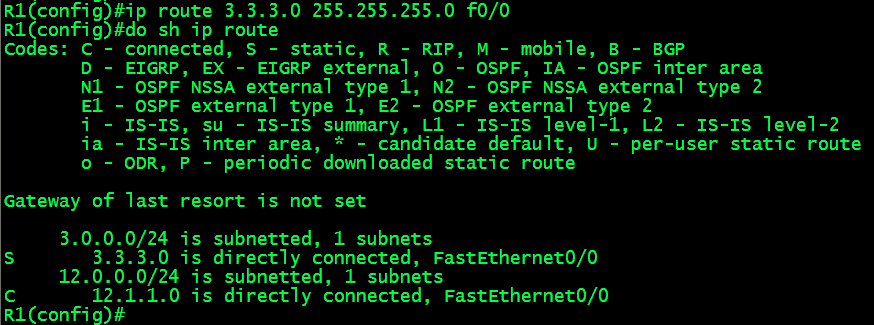 R1(config)#ip route 3.3.3.0 255.255.255.0 f0/0
R1(config)#do sh ip route
Codes: C - connected, S - static, R - RIP, M - mobile, B - BGP
       D - EIGRP, EX - EIGRP external, O - OSPF, IA - OSPF inter area
       N1 - OSPF NSSA external type 1, N2 - OSPF NSSA external type 2
       E1 - OSPF external type 1, E2 - OSPF external type 2
       i - IS-IS, su - IS-IS summary, L1 - IS-IS level-1, L2 - IS-IS level-2
       ia - IS-IS inter area, * - candidate default, U - per-user static route
       o - ODR, P - periodic downloaded static route

Gateway of last resort is not set

     3.0.0.0/24 is subnetted, 1 subnets
S       3.3.3.0 is directly connected, FastEthernet0/0
     12.0.0.0/24 is subnetted, 1 subnets
C       12.1.1.0 is directly connected, FastEthernet0/0
R1(config)#